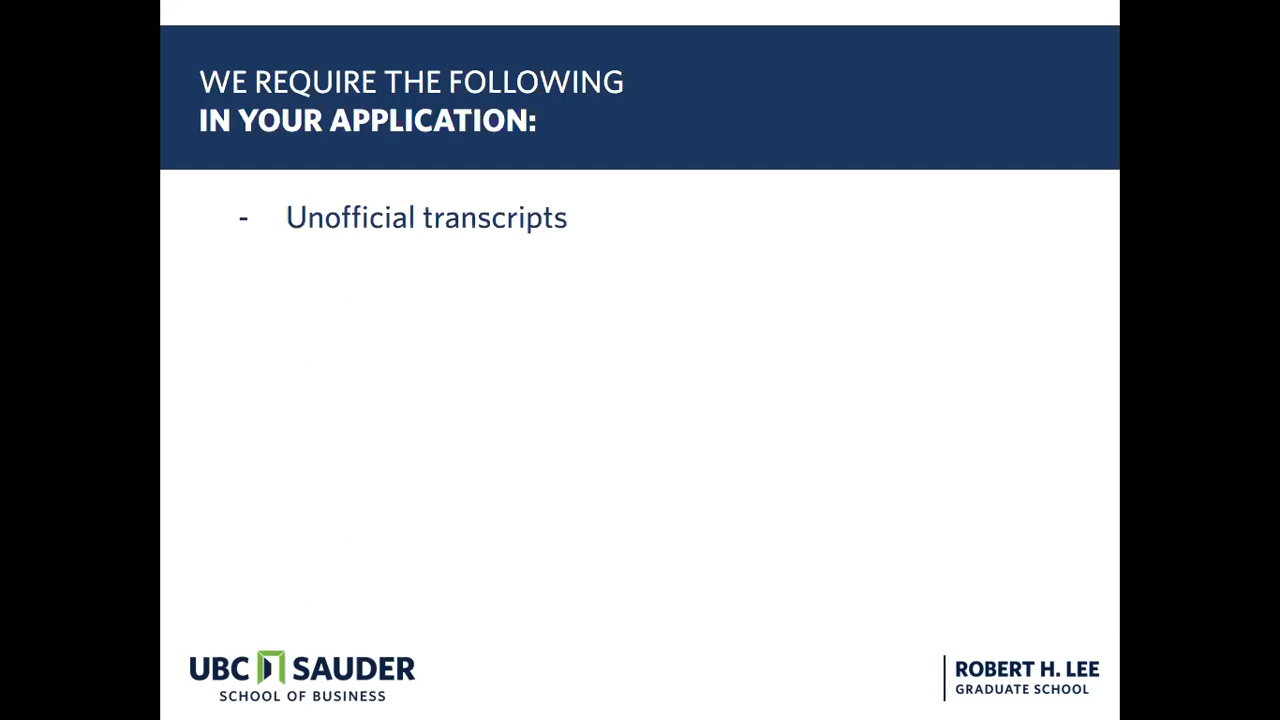 WE REQUIRE THE FOLLOWING
IN YOUR APPLICATION:
- Unofficial transcripts
UBC SAUDER
SCHOOL OF BUSINESS
ROBERT H. LEE
GRADUATE SCHOOL